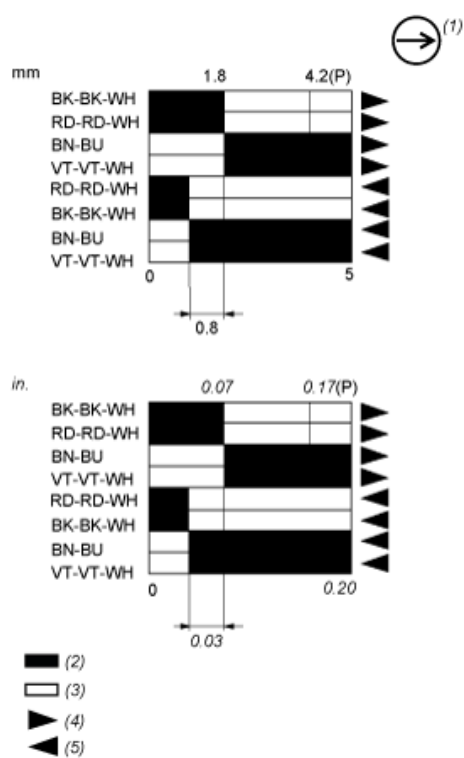 (1)
mm 1.8 4.2(P)
BK-BK-WH
RD-RD-WH
BN-BU
VT-VT-WH
RD-RD-WH
BK-BK-WH
BN-BU
VT-VT-WH
0 5
0.8
in. 0.07 0.17(P)
BK-BK-WH
RD-RD-WH
BN-BU
VT-VT-WH
RD-RD-WH
BK-BK-WH
BN-BU
VT-VT-WH
0 0.20
0.03
(2)
(3)
(4)
(5)